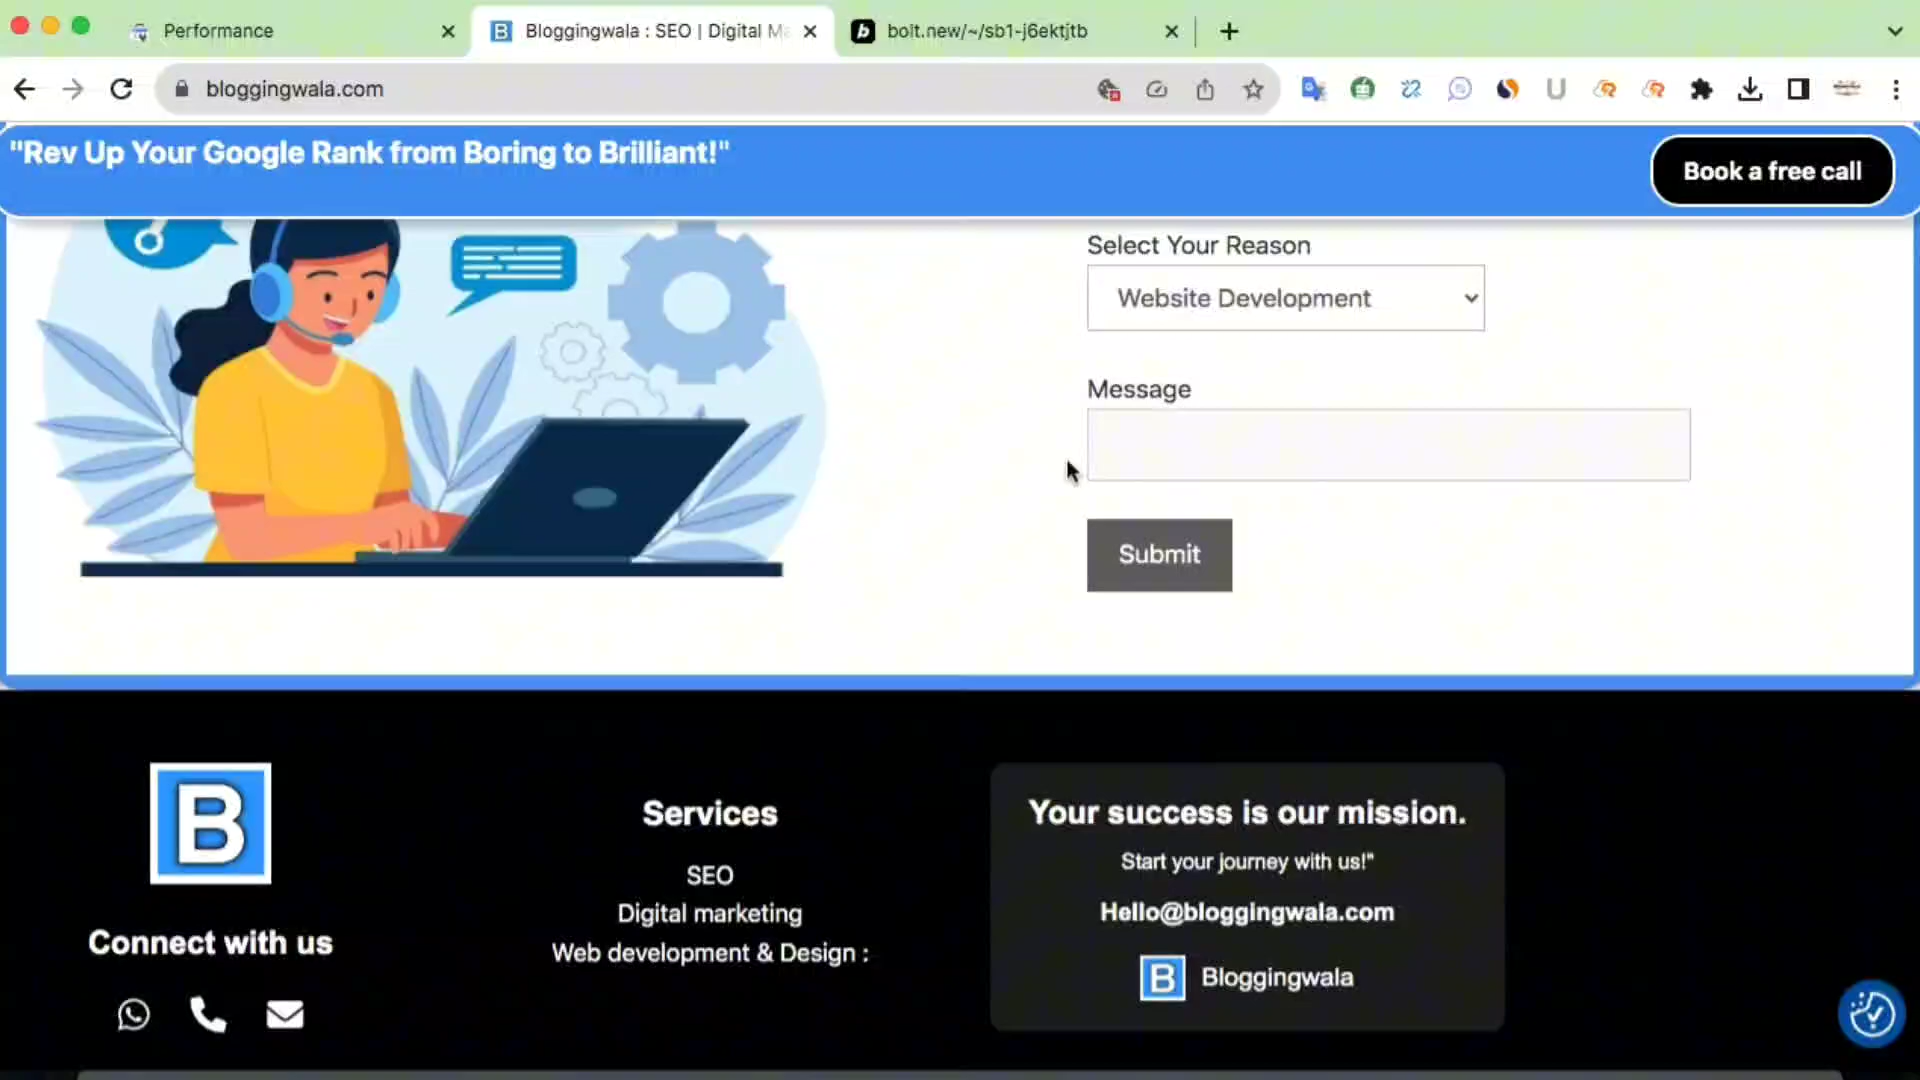 Performance
Bloggingwala : SEO | Digital Ma
bolt.new/~/sb1-j6ektjtb
bloggingwala.com
"Rev Up Your Google Rank from Boring to Brilliant!"
Book a free call
Select Your Reason
Website Development
Message
Submit
B
Connect with us
Services
SEO
Digital marketing
Web development & Design :
Your success is our mission.
Start your journey with us!"
Hello@bloggingwala.com
B Bloggingwala